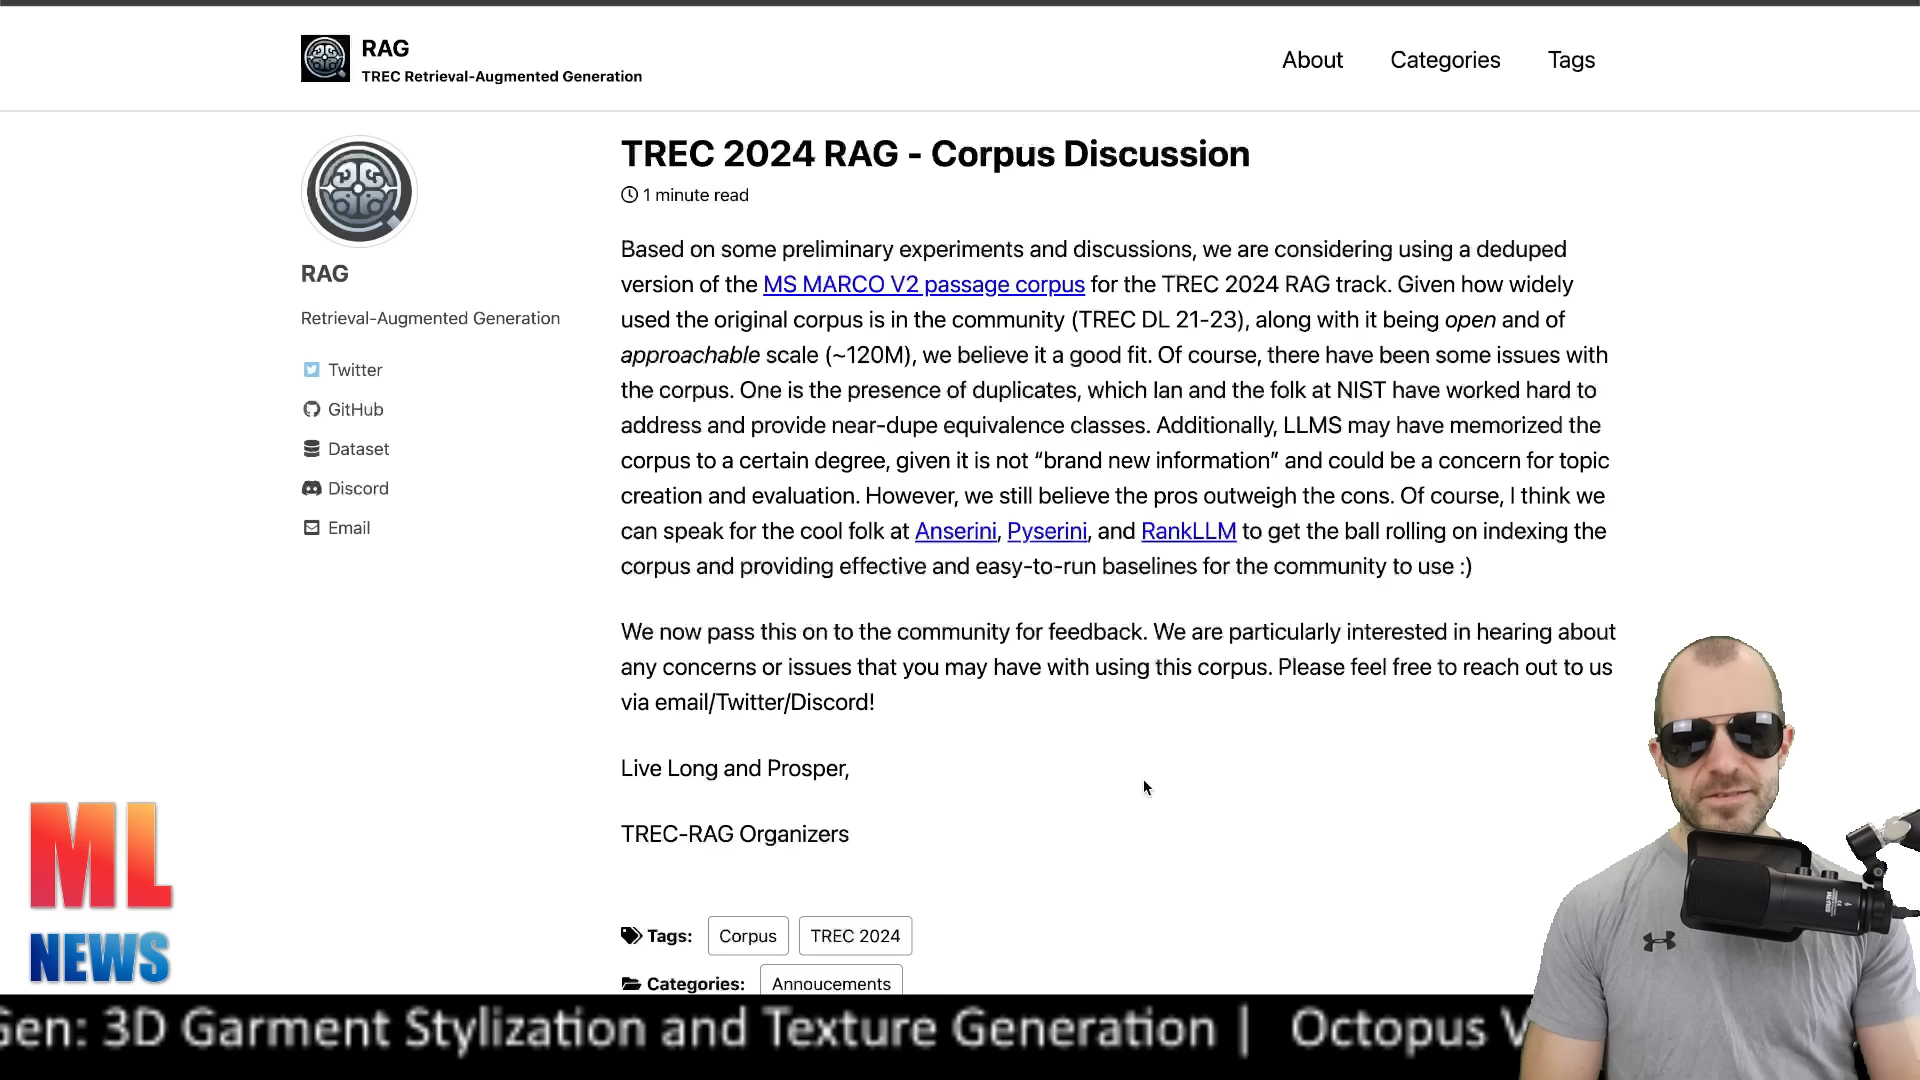 RAG
TREC Retrieval-Augmented Generation
About
Categories
Tags
RAG
Retrieval-Augmented Generation
Twitter
GitHub
Dataset
Discord
Email
TREC 2024 RAG - Corpus Discussion
1 minute read
Based on some preliminary experiments and discussions, we are considering using a deduped
version of the MS MARCO V2 passage corpus for the TREC 2024 RAG track. Given how widely
used the original corpus is in the community (TREC DL 21-23), along with it being open and of
approachable scale (~120M), we believe it a good fit. Of course, there have been some issues with
the corpus. One is the presence of duplicates, which Ian and the folk at NIST have worked hard to
address and provide near-dupe equivalence classes. Additionally, LLMS may have memorized the
corpus to a certain degree, given it is not “brand new information” and could be a concern for topic
creation and evaluation. However, we still believe the pros outweigh the cons. Of course, I think we
can speak for the cool folk at Anserini, Pyserini, and RankLLM to get the ball rolling on indexing the
corpus and providing effective and easy-to-run baselines for the community to use :)
We now pass this on to the community for feedback. We are particularly interested in hearing about
any concerns or issues that you may have with using this corpus. Please feel free to reach out to us
via email/Twitter/Discord!
Live Long and Prosper,
TREC-RAG Organizers
Tags: Corpus TREC 2024
Categories: Annoucements
ML
NEWS
Gen: 3D Garment Stylization and Texture Generation | Octopus V